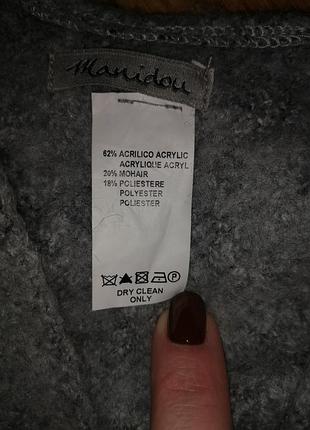 Manidou
62% ACRILICO ACRYLIC
ACRYLIQUE ACRYL
20% MOHAIR
18% POLIESTERE
POLYESTER
POLIESTER
P
DRY CLEAN
ONLY